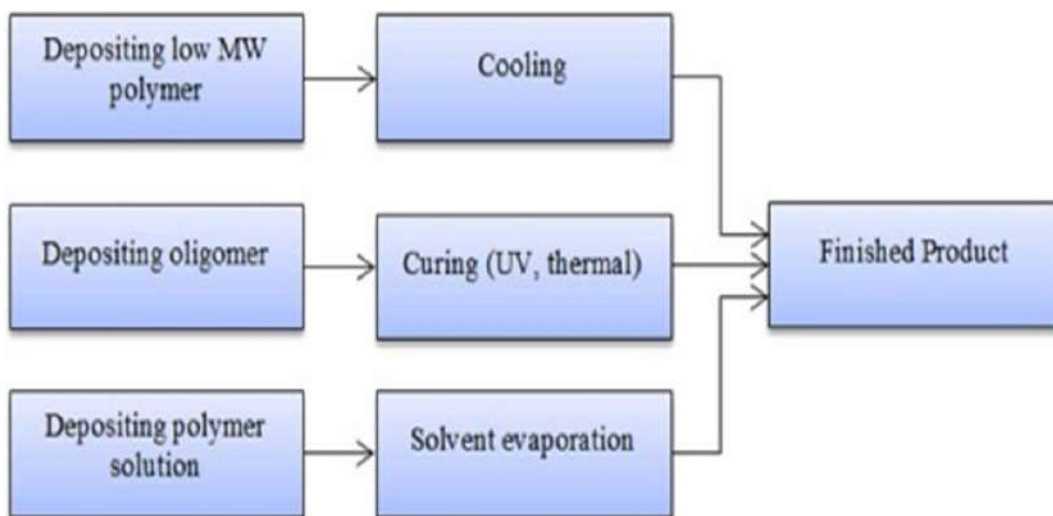 Depositing low MW
polymer
Cooling
Depositing oligomer
Curing (UV, thermal)
Finished Product
Depositing polymer
solution
Solvent evaporation